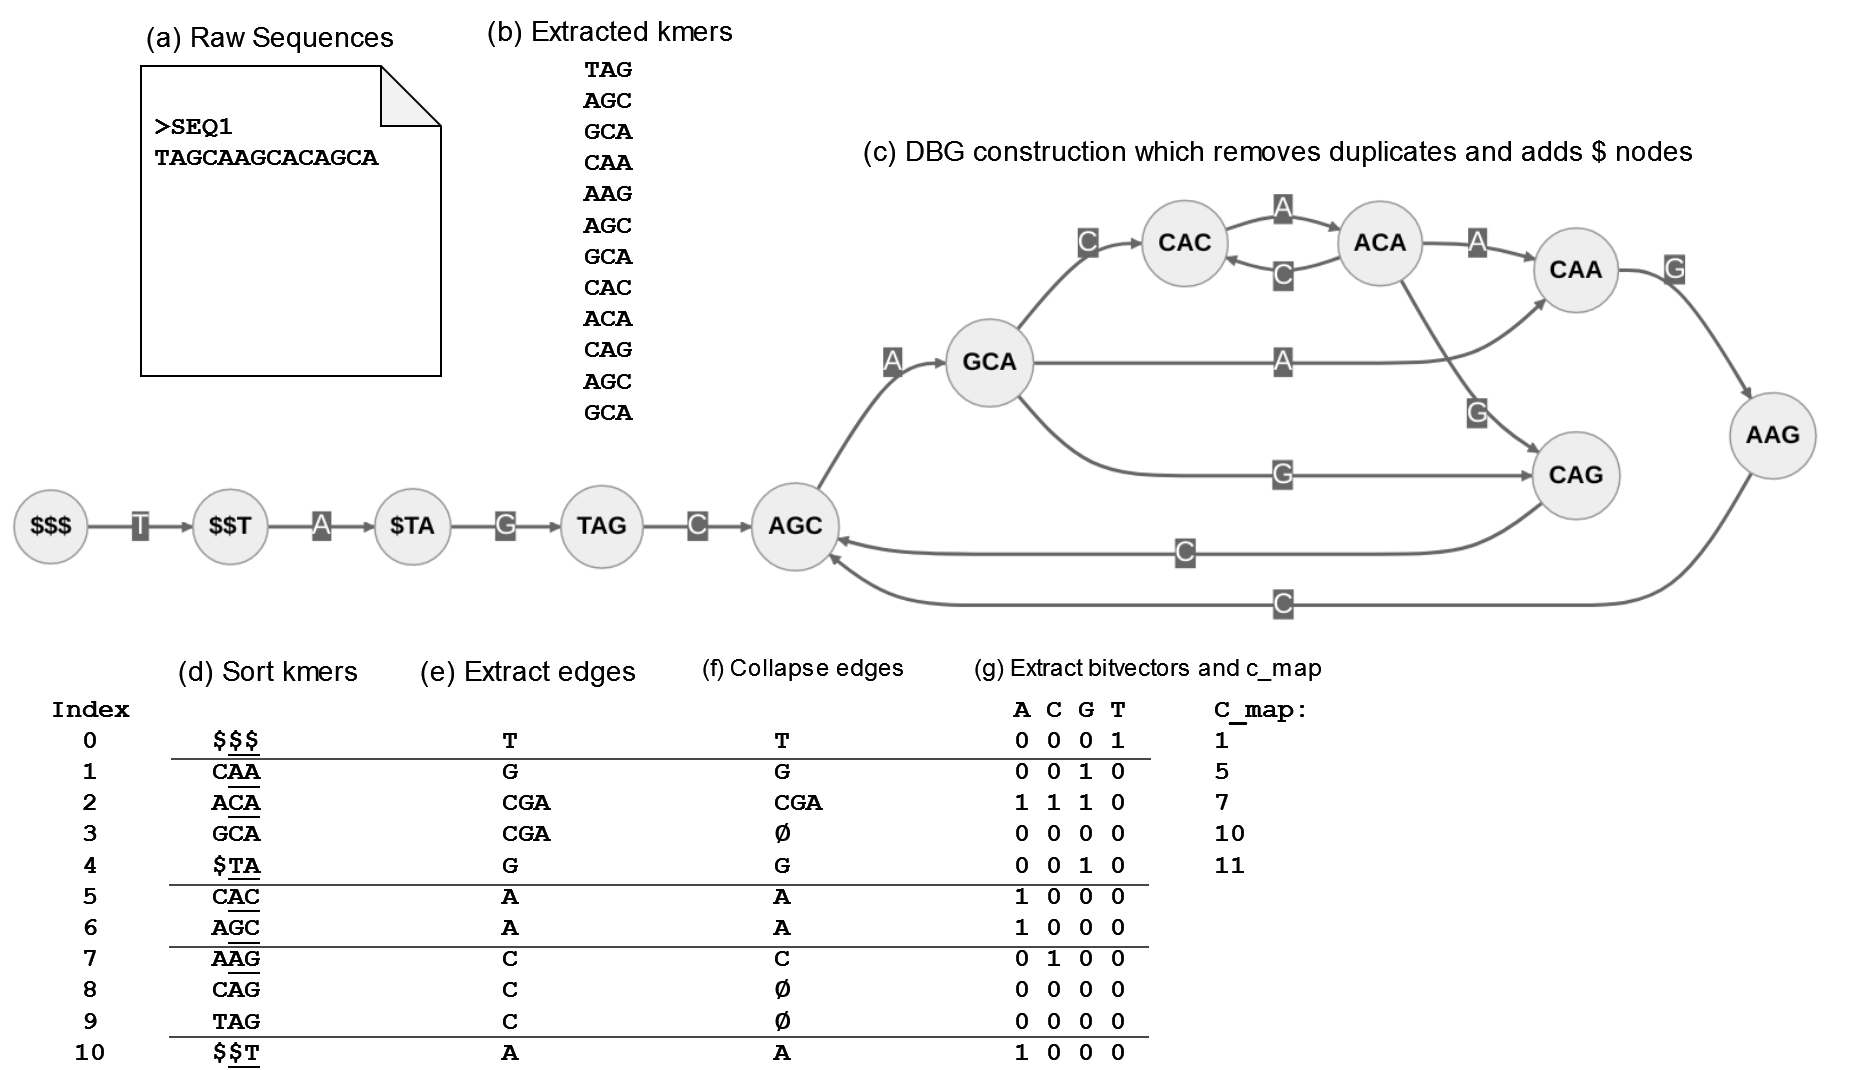 (a) Raw Sequences
>SEQ1
TAGCAAGCACAGCA
(b) Extracted kmers
TAG
AGC
GCA
CAA
AAG
AGC
GCA
CAC
ACA
CAG
AGC
GCA
(c) DBG construction which removes duplicates and adds $ nodes
A
C
CAC
ACA
A
CAA
G
C
A
GCA
A
G
AAG
G
CAG
$$$
T
$$T
A
$TA
G
TAG
C
AGC
C
C
(d) Sort kmers (e) Extract edges (f) Collapse edges (g) Extract bitvectors and c_map
Index A C G T C_map:
0 $$$ T T 0 0 0 1 1
1 CAA G G 0 0 1 0 5
2 ACA CGA CGA 1 1 1 0 7
3 GCA CGA Ø 0 0 0 0 10
4 $TA G G 0 0 1 0 11
5 CAC A A 1 0 0 0
6 AGC A A 1 0 0 0
7 AAG C C 0 1 0 0
8 CAG C Ø 0 0 0 0
9 TAG C Ø 0 0 0 0
10 $$T A A 1 0 0 0